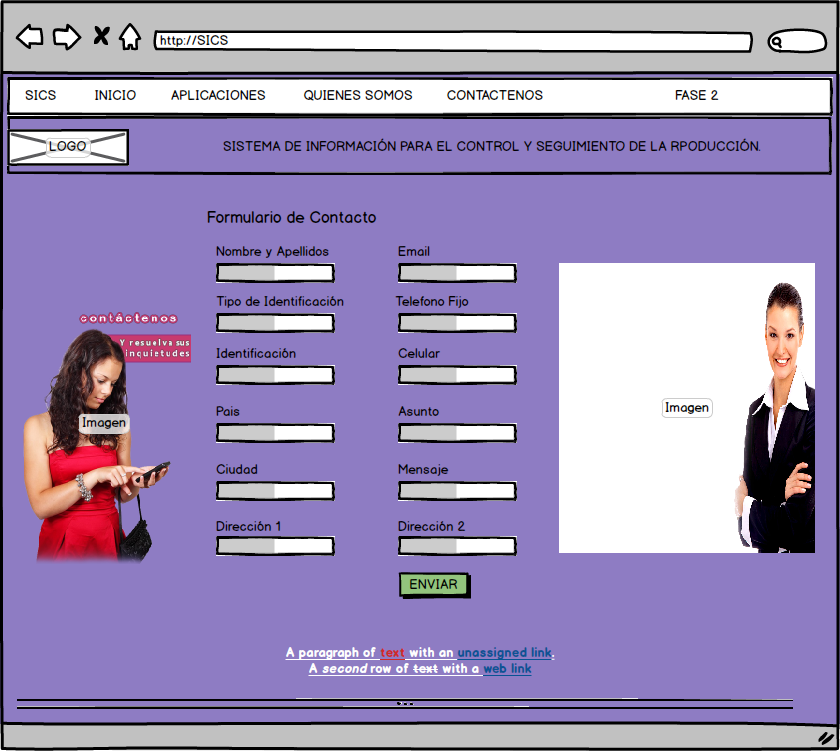 http://SICS
SICS INICIO APLICACIONES QUIENES SOMOS CONTACTENOS FASE 2
LOGO
SISTEMA DE INFORMACIÓN PARA EL CONTROL Y SEGUIMIENTO DE LA RPODUCCIÓN.
Formulario de Contacto
Nombre y Apellidos Email
Tipo de Identificación Telefono Fijo
contáctenos
Y resuelva sus
inquietudes
Identificación Celular
Imagen
Imagen
Pais Asunto
Ciudad Mensaje
Dirección 1 Dirección 2
ENVIAR
A paragraph of text with an unassigned link.
A second row of text with a web link